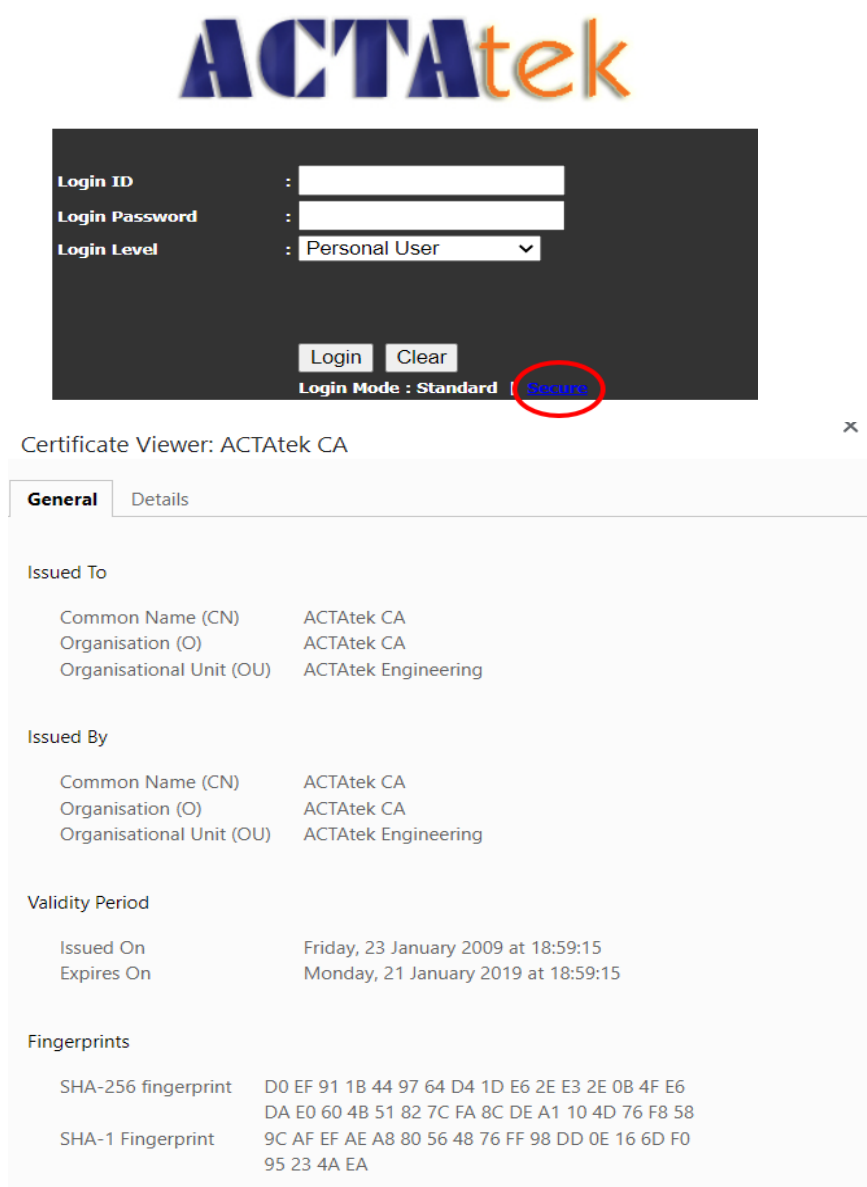 ACTAtek
Login ID :
Login Password :
Login Level : Personal User
Login Clear
Login Mode : Standard | Secure
Certificate Viewer: ACTAtek CA
General Details
Issued To
Common Name (CN) ACTAtek CA
Organisation (O) ACTAtek CA
Organisational Unit (OU) ACTAtek Engineering
Issued By
Common Name (CN) ACTAtek CA
Organisation (O) ACTAtek CA
Organisational Unit (OU) ACTAtek Engineering
Validity Period
Issued On Friday, 23 January 2009 at 18:59:15
Expires On Monday, 21 January 2019 at 18:59:15
Fingerprints
SHA-256 fingerprint D0 EF 91 1B 44 97 64 D4 1D E6 2E E3 2E 0B 4F E6
DA E0 60 4B 51 82 7C FA 8C DE A1 10 4D 76 F8 58
SHA-1 Fingerprint 9C AF EF AE A8 80 56 48 76 FF 98 DD 0E 16 6D F0
95 23 4A EA